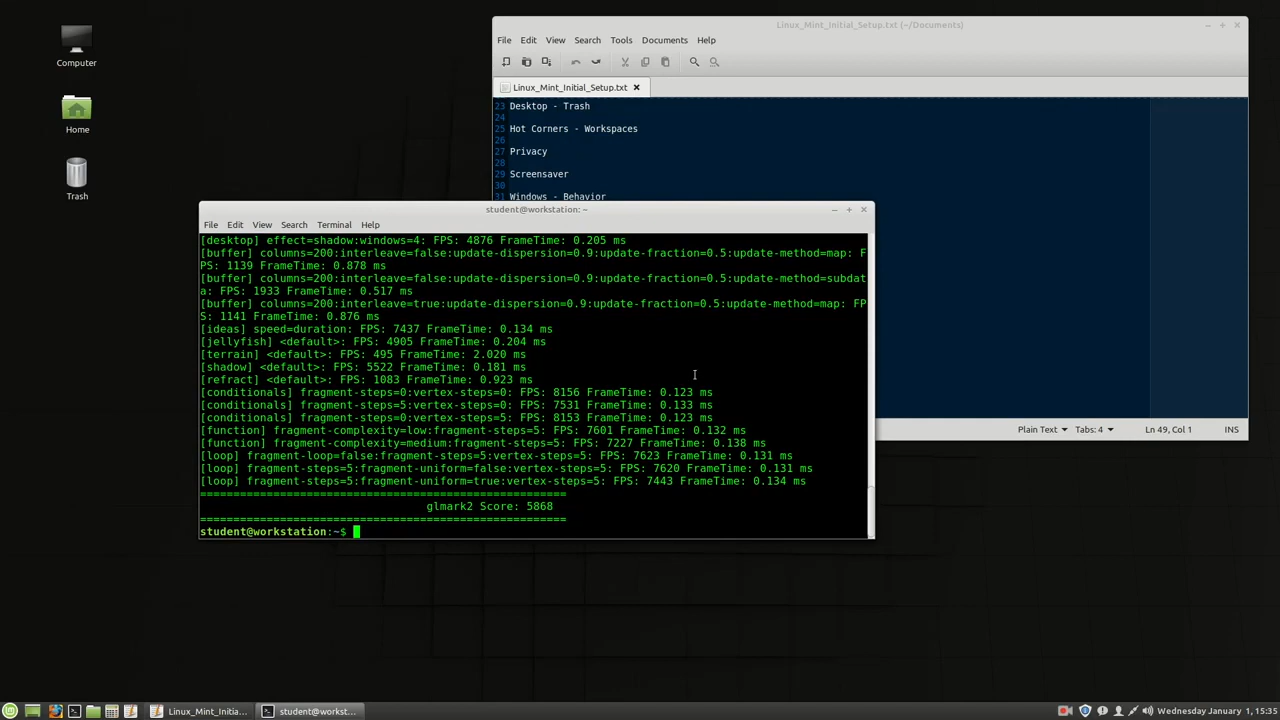 Computer
Home
Trash
Linux_Mint_Initial_Setup.txt (~/Documents)
File Edit View Search Tools Documents Help
Linux_Mint_Initial_Setup.txt
23 Desktop - Trash
24
25 Hot Corners - Workspaces
26
27 Privacy
28
29 Screensaver
30
31 Windows - Behavior
student@workstation: ~
File Edit View Search Terminal Help
[desktop] effect=shadow:windows=4: FPS: 4876 FrameTime: 0.205 ms
[buffer] columns=200:interleave=false:update-dispersion=0.9:update-fraction=0.5:update-method=map: F
PS: 1139 FrameTime: 0.878 ms
[buffer] columns=200:interleave=false:update-dispersion=0.9:update-fraction=0.5:update-method=subdat
a: FPS: 1933 FrameTime: 0.517 ms
[buffer] columns=200:interleave=true:update-dispersion=0.9:update-fraction=0.5:update-method=map: FP
S: 1141 FrameTime: 0.876 ms
[ideas] speed=duration: FPS: 7437 FrameTime: 0.134 ms
[jellyfish] <default>: FPS: 4905 FrameTime: 0.204 ms
[terrain] <default>: FPS: 495 FrameTime: 2.020 ms
[shadow] <default>: FPS: 5522 FrameTime: 0.181 ms
[refract] <default>: FPS: 1083 FrameTime: 0.923 ms
[conditionals] fragment-steps=0:vertex-steps=0: FPS: 8156 FrameTime: 0.123 ms
[conditionals] fragment-steps=5:vertex-steps=0: FPS: 7531 FrameTime: 0.133 ms
[conditionals] fragment-steps=0:vertex-steps=5: FPS: 8153 FrameTime: 0.123 ms
[function] fragment-complexity=low:fragment-steps=5: FPS: 7601 FrameTime: 0.132 ms
[function] fragment-complexity=medium:fragment-steps=5: FPS: 7227 FrameTime: 0.138 ms
[loop] fragment-loop=false:fragment-steps=5:vertex-steps=5: FPS: 7623 FrameTime: 0.131 ms
[loop] fragment-steps=5:fragment-uniform=false:vertex-steps=5: FPS: 7620 FrameTime: 0.131 ms
[loop] fragment-steps=5:fragment-uniform=true:vertex-steps=5: FPS: 7443 FrameTime: 0.134 ms
=======================================================
glmark2 Score: 5868
=======================================================
student@workstation:~$
Plain Text Tabs: 4 Ln 49, Col 1 INS
Linux_Mint_Initia... student@workst... Wednesday January 1, 15:35